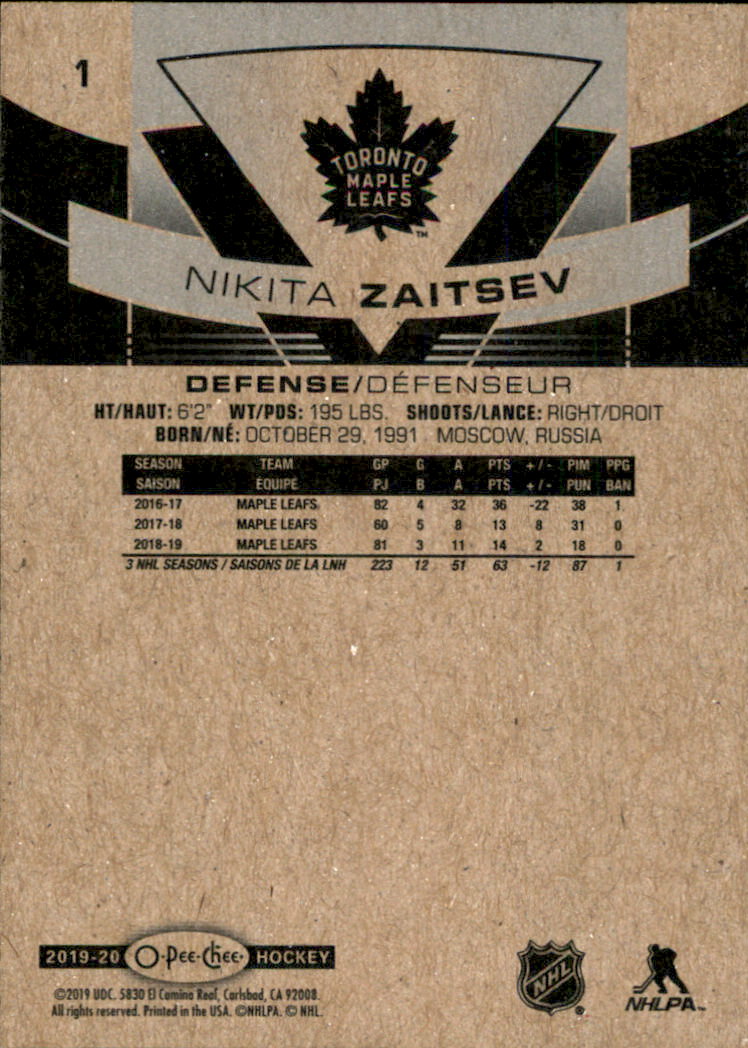 1
TORONTO
MAPLE
LEAFS
TM
NIKITA ZAITSEV
DEFENSE/DÉFENSEUR
HT/HAUT: 6'2" WT/PDS: 195 LBS. SHOOTS/LANCE: RIGHT/DROIT
BORN/NÉ: OCTOBER 29, 1991 MOSCOW, RUSSIA
SEASON TEAM GP G A PTS +/- PIM PPG
SAISON ÉQUIPE PJ B A PTS +/- PUN BAN
2016-17 MAPLE LEAFS 82 4 32 36 -22 38 1
2017-18 MAPLE LEAFS 60 5 8 13 8 31 0
2018-19 MAPLE LEAFS 81 3 11 14 2 18 0
3 NHL SEASONS / SAISONS DE LA LNH 223 12 51 63 -12 87 1
2019-20 O-Pee-Chee HOCKEY
©2019 UDC. 5830 El Camino Real, Carlsbad, CA 92008.
All rights reserved. Printed in the USA. ©NHLPA. © NHL.
NHL ®
NHLPA™